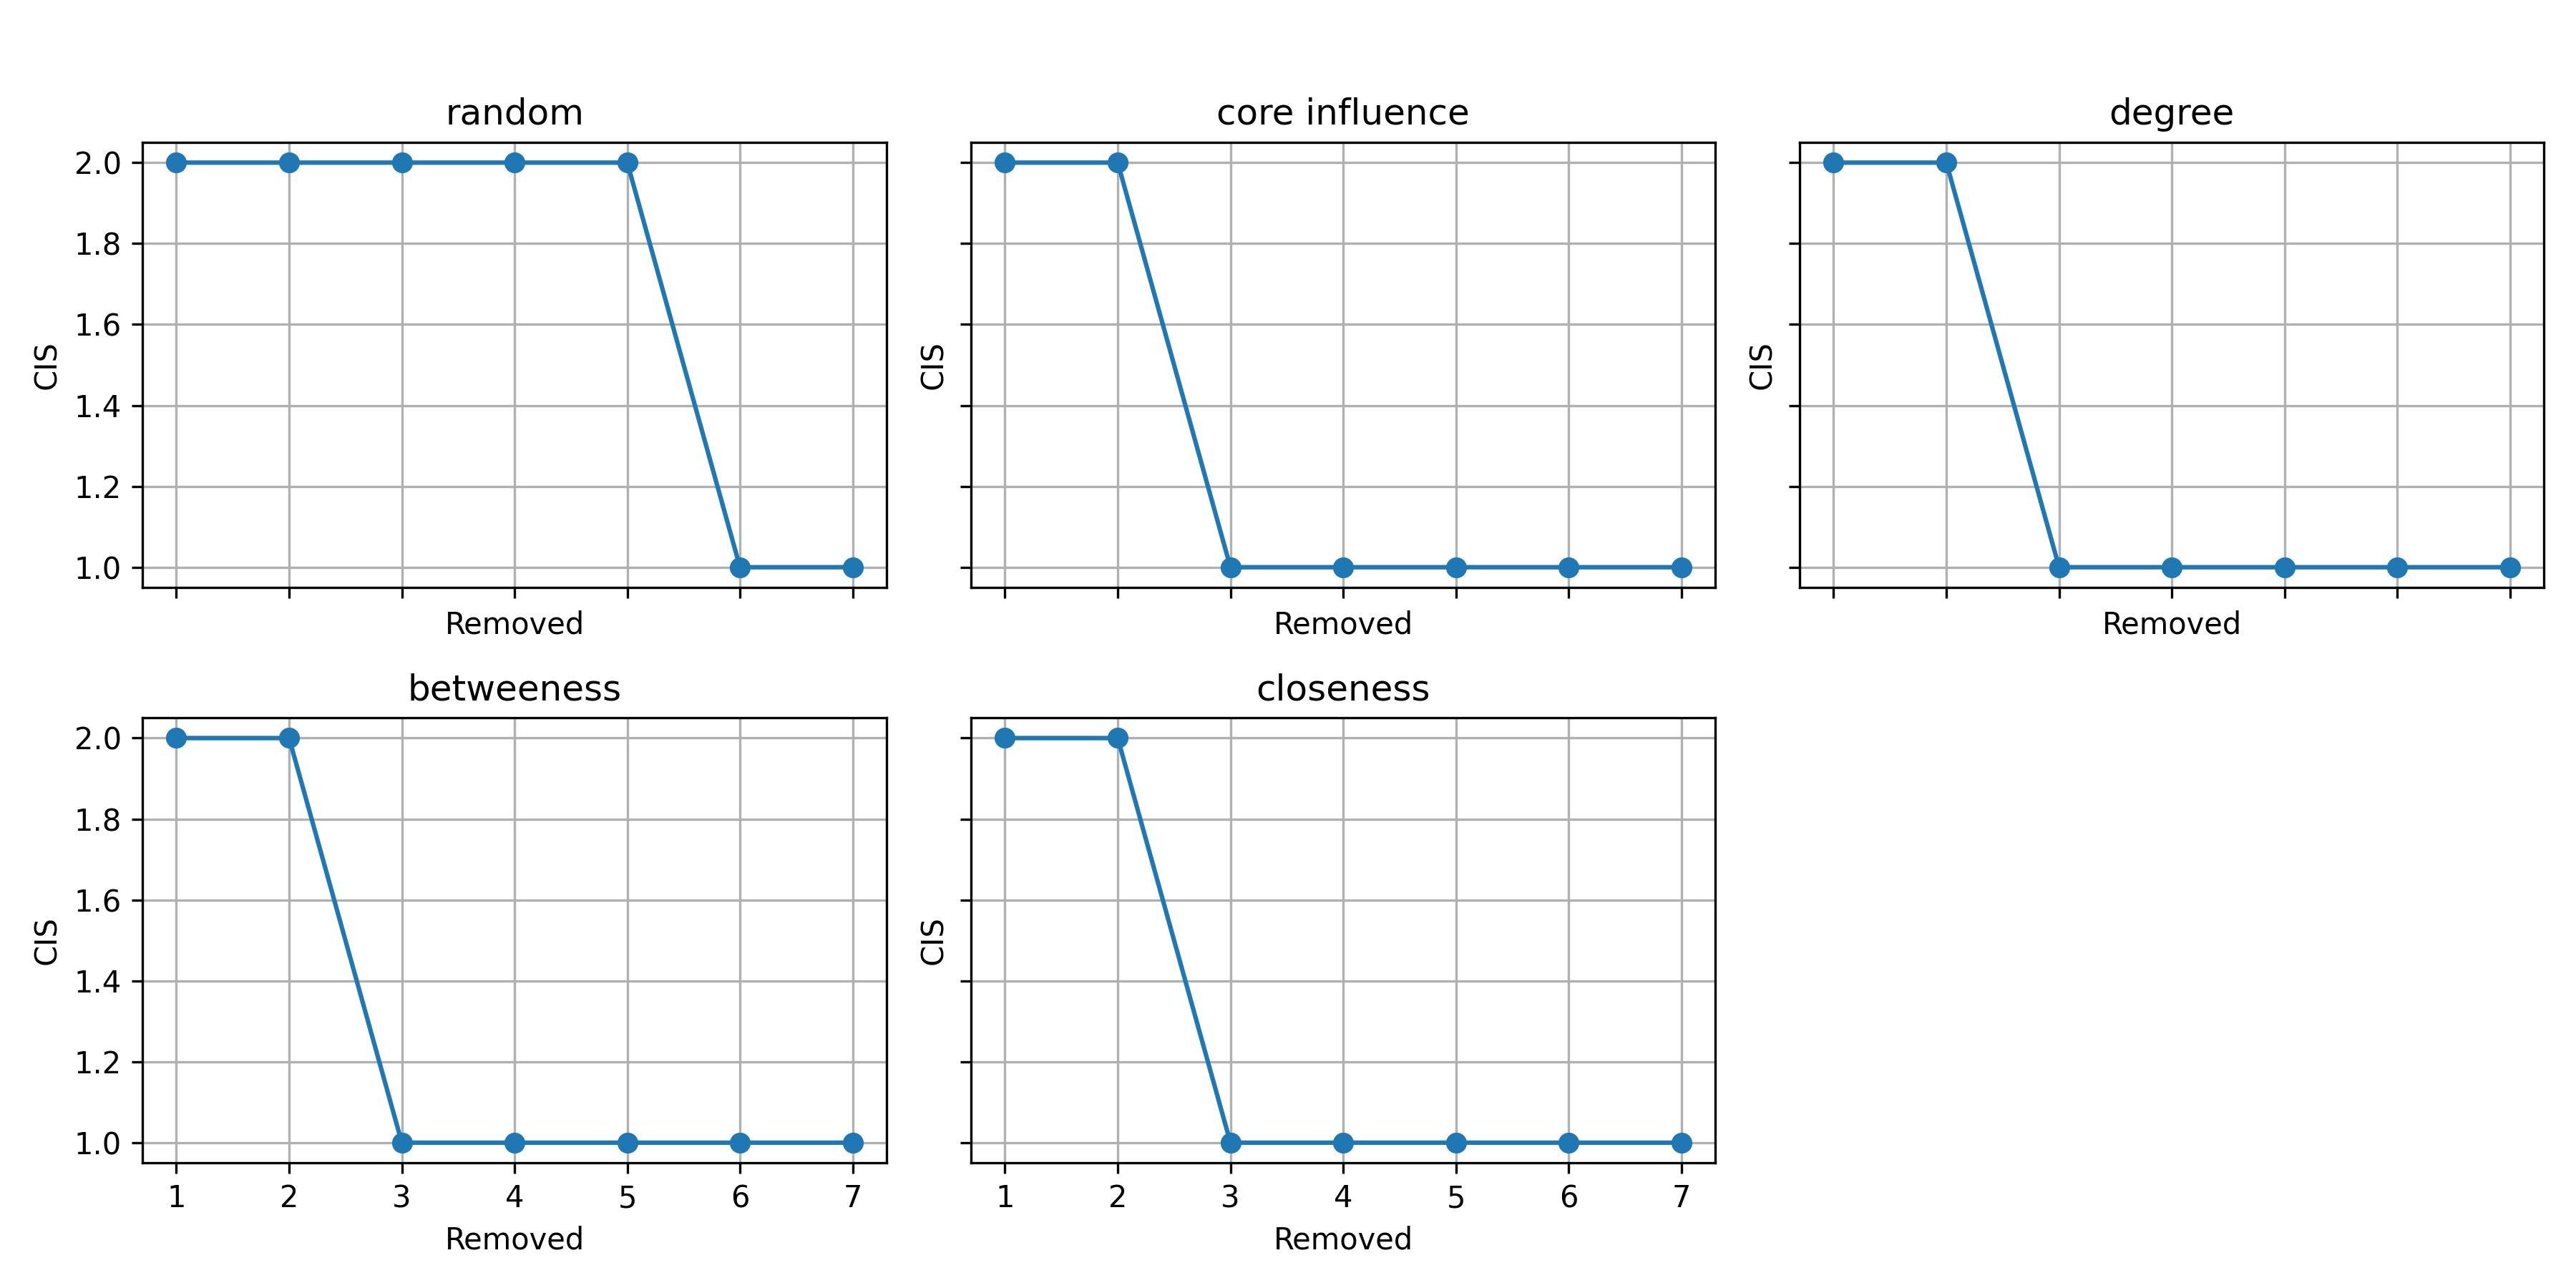 random
core influence
degree
2.0
1.8
1.6
1.4
1.2
1.0
CIS
CIS
CIS
Removed
Removed
Removed
betweeness
closeness
2.0
1.8
1.6
1.4
1.2
1.0
CIS
CIS
1 2 3 4 5 6 7
1 2 3 4 5 6 7
Removed
Removed